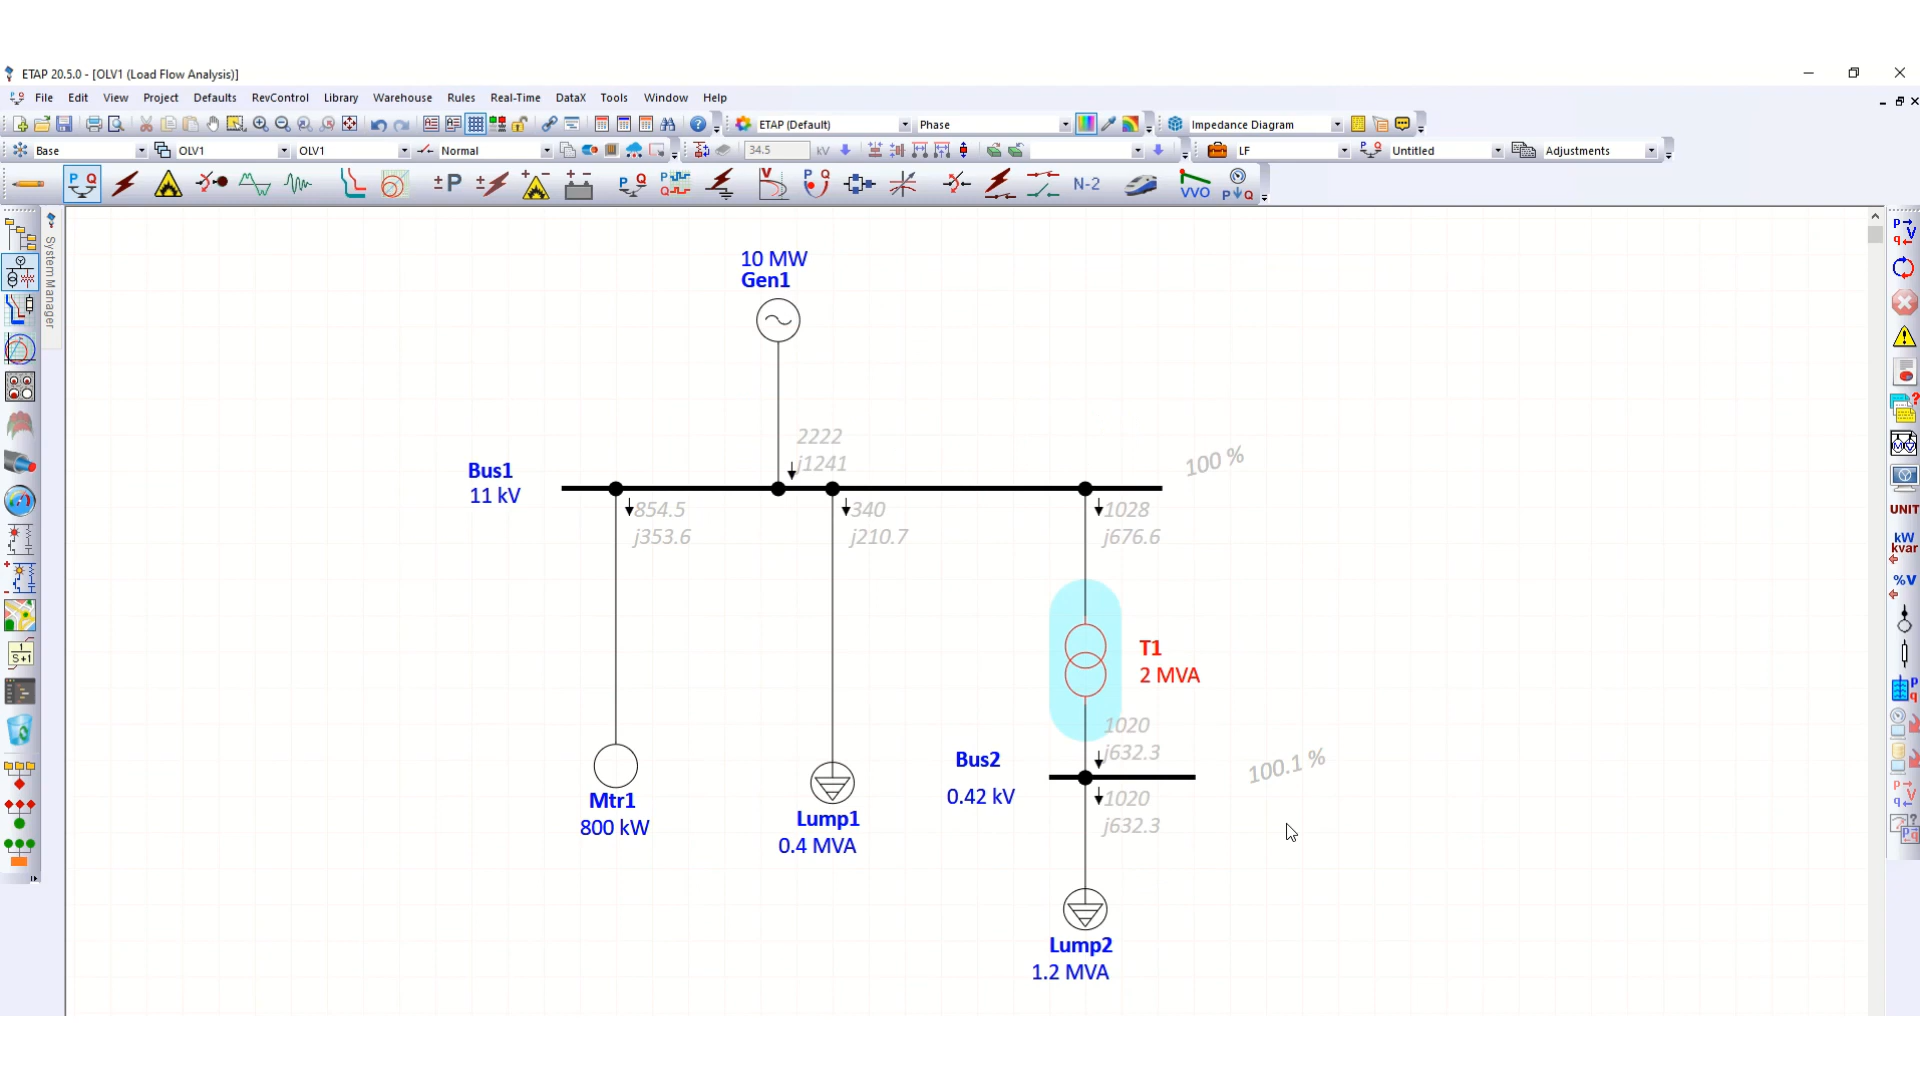 ETAP 20.5.0 - [OLV1 (Load Flow Analysis)]
File Edit View Project Defaults RevControl Library Warehouse Rules Real-Time DataX Tools Window Help
ETAP (Default) Phase Impedance Diagram
Base OLV1 OLV1 Normal 34.5 kV LF Untitled Adjustments
P Q ±P P Q V P Q N-2 VVO P Q
System Manager
10 MW
Gen1
2222
j1241
100 %
Bus1
11 kV
854.5
j353.6
340
j210.7
1028
j676.6
T1
2 MVA
1020
j632.3
Bus2
0.42 kV
100.1 %
1020
j632.3
Mtr1
800 kW
Lump1
0.4 MVA
Lump2
1.2 MVA
UNIT
kW
kvar
%V